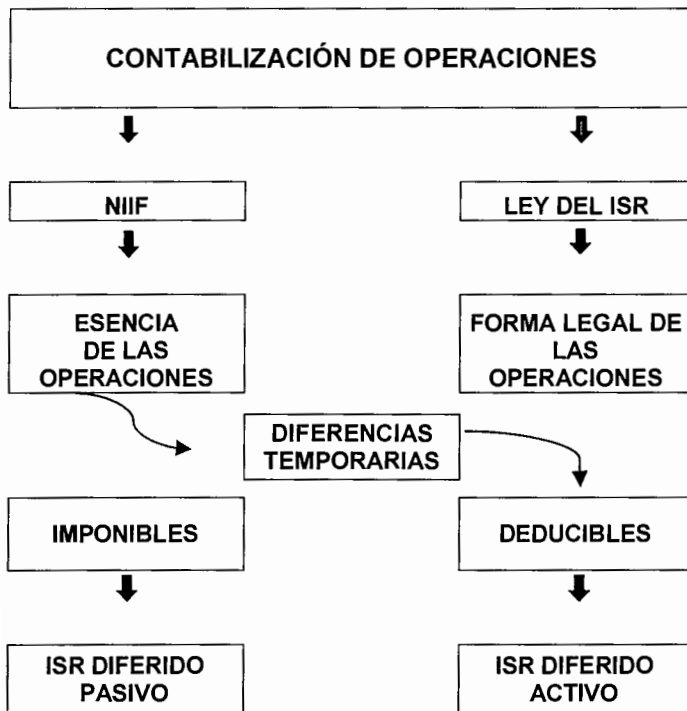 CONTABILIZACIÓN DE OPERACIONES
NIIF
LEY DEL ISR
ESENCIA
DE LAS
OPERACIONES
FORMA LEGAL DE
LAS
OPERACIONES
DIFERENCIAS
TEMPORARIAS
IMPONIBLES
DEDUCIBLES
ISR DIFERIDO
PASIVO
ISR DIFERIDO
ACTIVO